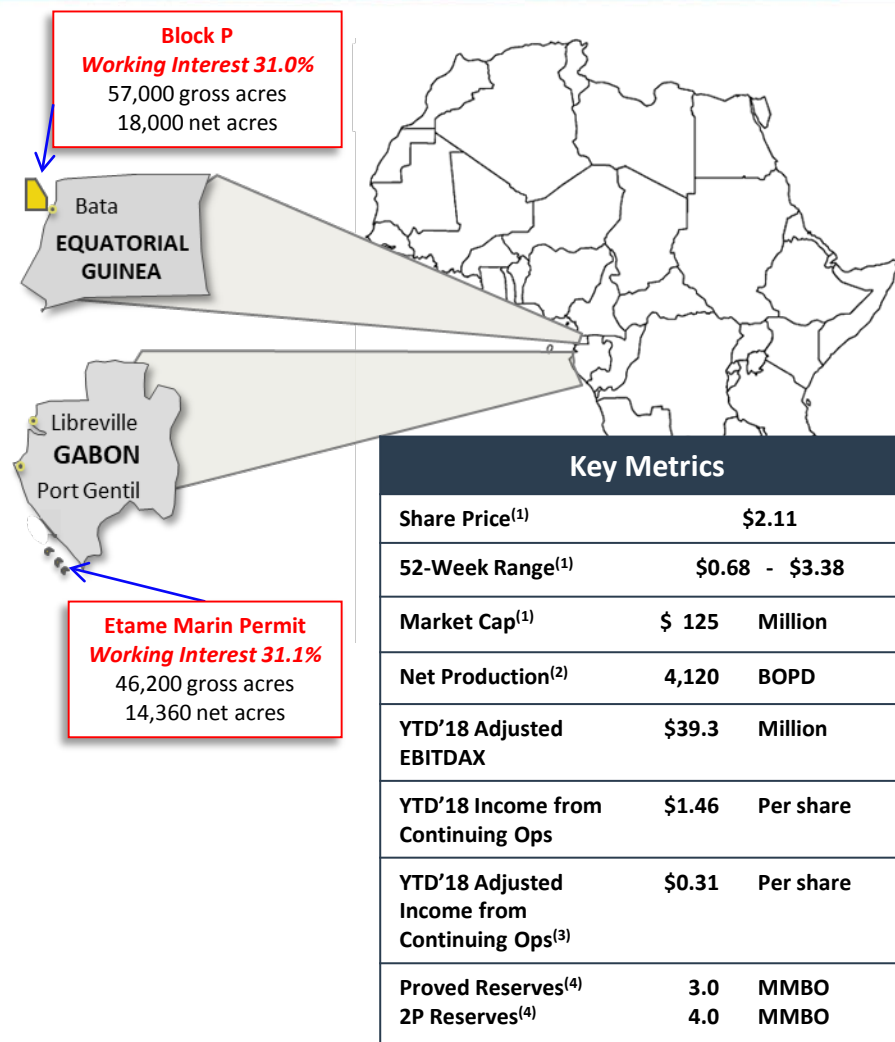 Block P
Working Interest 31.0%
57,000 gross acres
18,000 net acres
Bata
EQUATORIAL
GUINEA
Libreville
GABON
Port Gentil
Etame Marin Permit
Working Interest 31.1%
46,200 gross acres
14,360 net acres
Key Metrics
Share Price(1) $2.11
52-Week Range(1) $0.68 - $3.38
Market Cap(1) $ 125 Million
Net Production(2) 4,120 BOPD
YTD’18 Adjusted $39.3 Million
EBITDAX
YTD’18 Income from $1.46 Per share
Continuing Ops
YTD’18 Adjusted $0.31 Per share
Income from
Continuing Ops(3)
Proved Reserves(4) 3.0 MMBO
2P Reserves(4) 4.0 MMBO